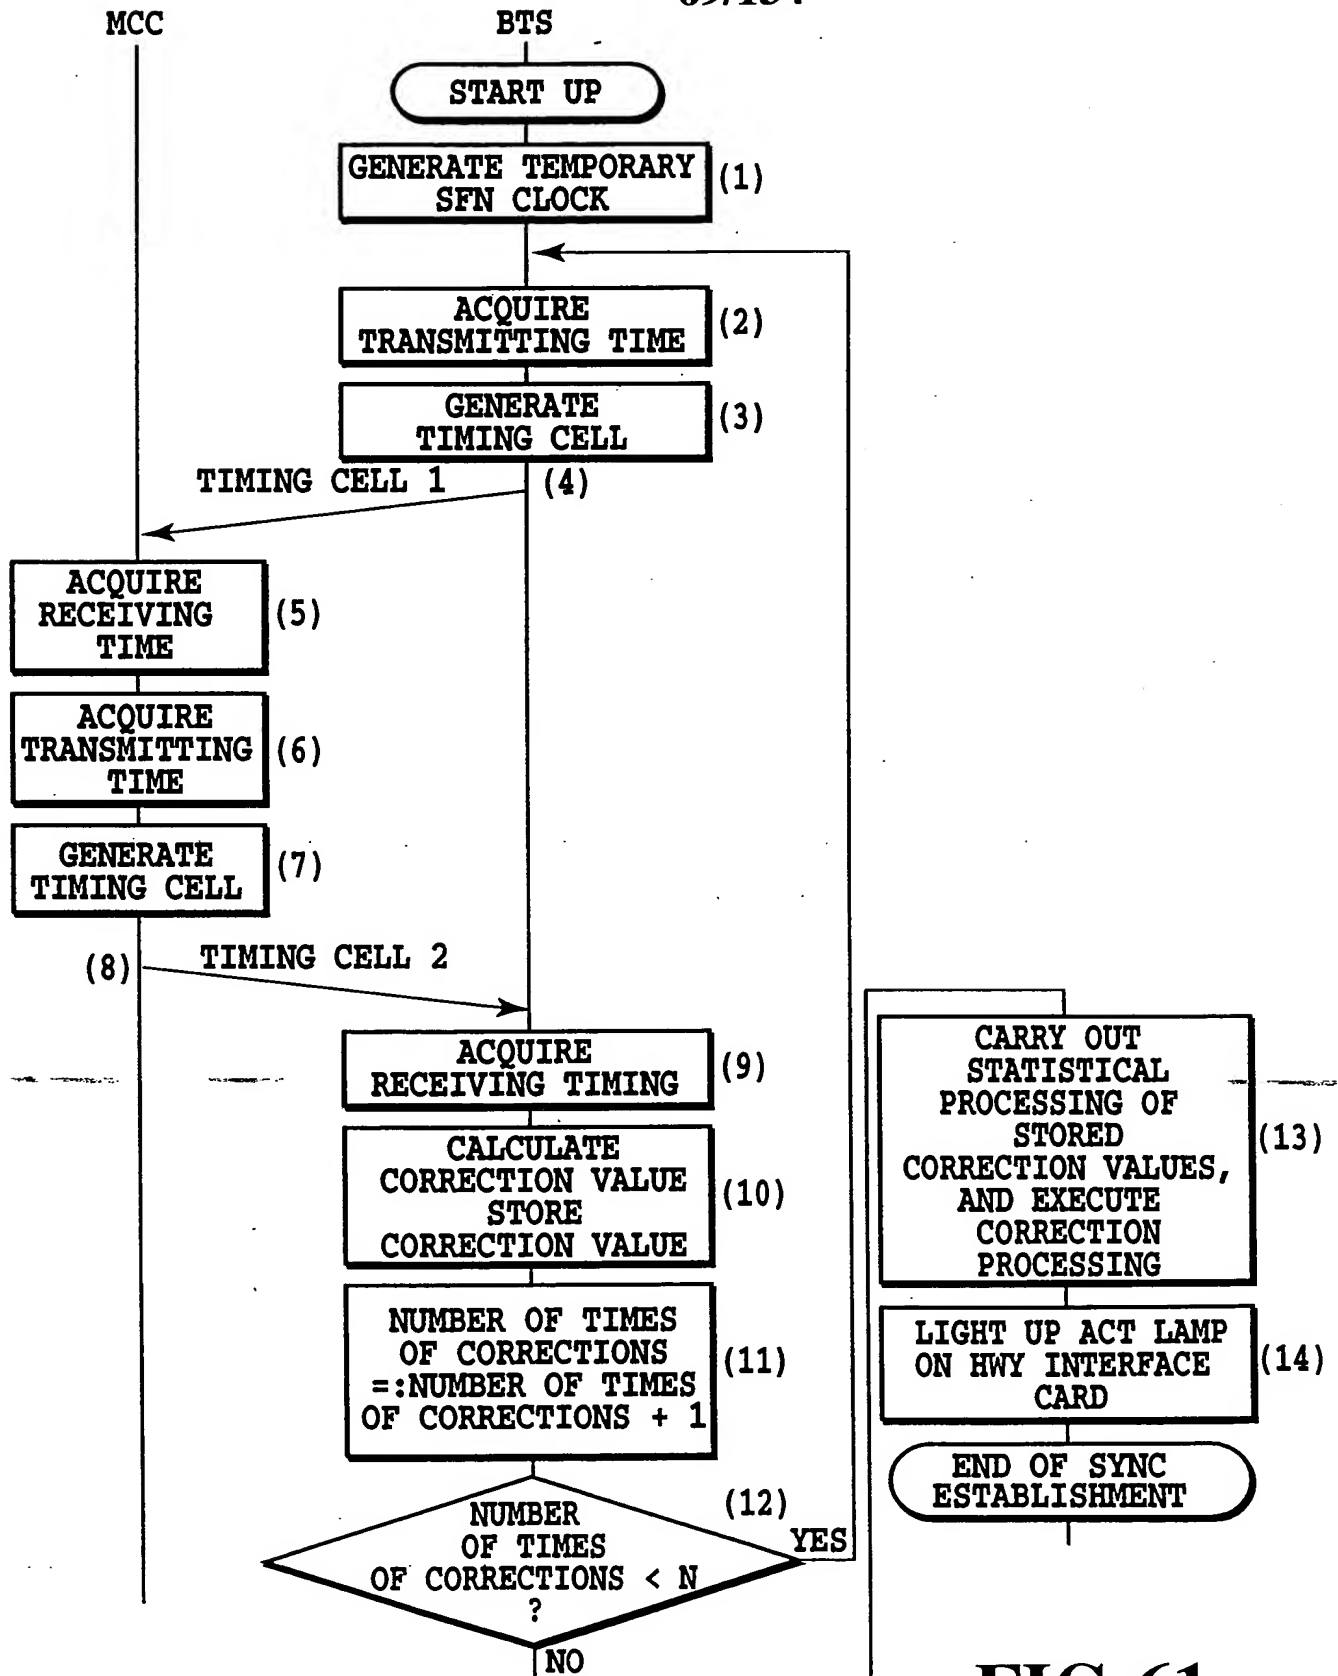 MCC
BTS
START UP
GENERATE TEMPORARY
SFN CLOCK
(1)
ACQUIRE
TRANSMITTING TIME
(2)
GENERATE
TIMING CELL
(3)
TIMING CELL 1
(4)
ACQUIRE
RECEIVING
TIME
(5)
ACQUIRE
TRANSMITTING
TIME
(6)
GENERATE
TIMING CELL
(7)
(8)
TIMING CELL 2
ACQUIRE
RECEIVING TIMING
(9)
CALCULATE
CORRECTION VALUE
STORE
CORRECTION VALUE
(10)
NUMBER OF TIMES
OF CORRECTIONS
=:NUMBER OF TIMES
OF CORRECTIONS + 1
(11)
NUMBER
OF TIMES
OF CORRECTIONS < N
?
(12)
YES
NO
CARRY OUT
STATISTICAL
PROCESSING OF
STORED
CORRECTION VALUES,
AND EXECUTE
CORRECTION
PROCESSING
(13)
LIGHT UP ACT LAMP
ON HWY INTERFACE
CARD
(14)
END OF SYNC
ESTABLISHMENT